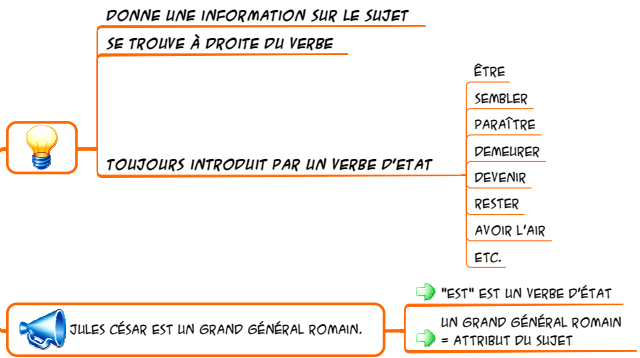 DONNE UNE INFORMATION SUR LE SUJET
SE TROUVE À DROITE DU VERBE
TOUJOURS INTRODUIT PAR UN VERBE D'ETAT
ÊTRE
SEMBLER
PARAÎTRE
DEMEURER
DEVENIR
RESTER
AVOIR L'AIR
ETC.
JULES CÉSAR EST UN GRAND GÉNÉRAL ROMAIN.
"EST" EST UN VERBE D'ÉTAT
UN GRAND GÉNÉRAL ROMAIN
= ATTRIBUT DU SUJET